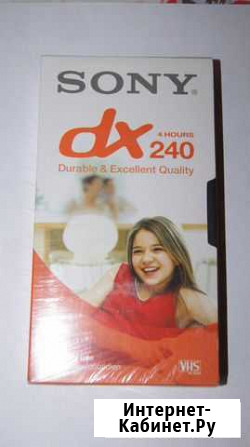 SONY®
dx 4 HOURS 240
Durable & Excellent Quality
VHS
Интернет-
Кабинет.Ру